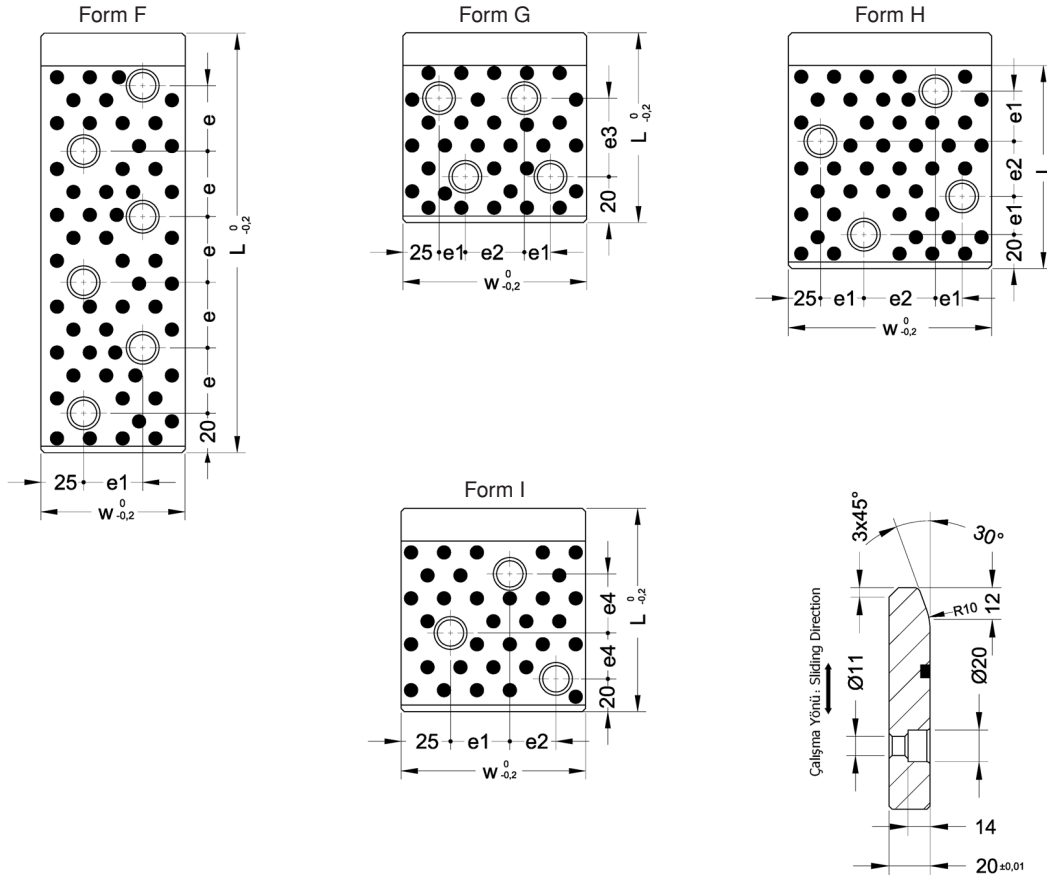 Form F
Form G
Form H
e
e
e
e
e
20
L 0 -0,2
25 e1
W 0 -0,2
e3
20
L 0 -0,2
25 e1 e2 e1
W 0 -0,2
e1
e2
e1
20
25 e1 e2 e1
W 0 -0,2
Form I
e4
e4
20
L 0 -0,2
25 e1 e2
W 0 -0,2
3x45°
30°
R10
12
Çalışma Yönü: Sliding Direction
Ø11
Ø20
14
20 ±0,01